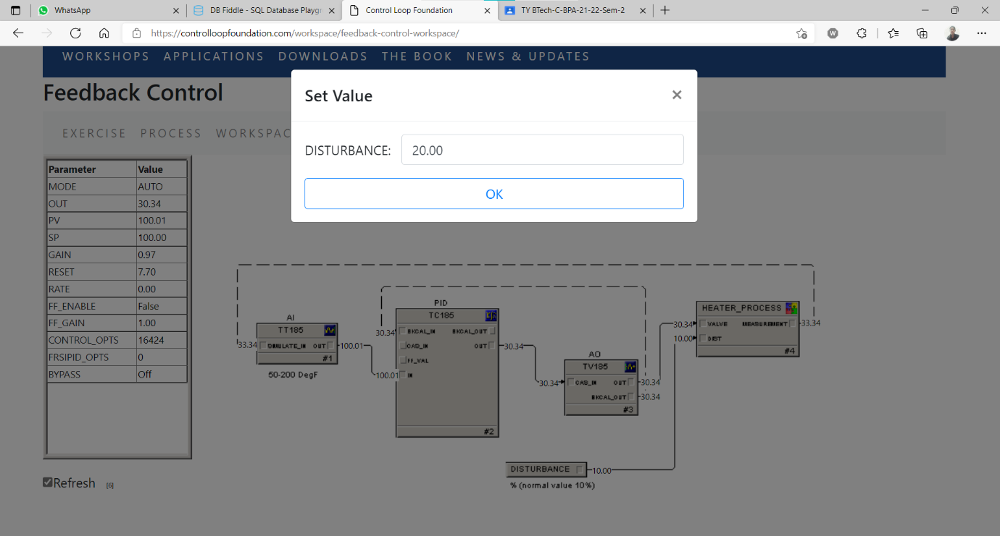 WhatsApp
DB Fiddle - SQL Database Playgr
Control Loop Foundation
TY BTech-C-BPA-21-22-Sem-2
https://controlloopfoundation.com/workspace/feedback-control-workspace/
WORKSHOPS APPLICATIONS DOWNLOADS THE BOOK NEWS & UPDATES
Feedback Control
EXERCISE PROCESS WORKSPAC
Set Value
×
DISTURBANCE: 20.00
OK
Parameter Value
MODE AUTO
OUT 30.34
PV 100.01
SP 100.00
GAIN 0.97
RESET 7.70
RATE 0.00
FF_ENABLE False
FF_GAIN 1.00
CONTROL_OPTS 16424
FRSIPID_OPTS 0
BYPASS Off
Refresh [6]
AI
TT185
33.34 SIMULATE_IN OUT 100.01
#1
50-200 DegF
PID
TC185
30.34 BKCAL_IN BKCAL_OUT
CAS_IN OUT 30.34
FF_VAL
100.01 IN
#2
AO
TV185
30.34 CAS_IN OUT 30.34
BKCAL_OUT 30.34
#3
HEATER_PROCESS
30.34 VALVE MEASUREMENT 33.34
10.00 DIST
#4
DISTURBANCE 10.00
% (normal value 10%)